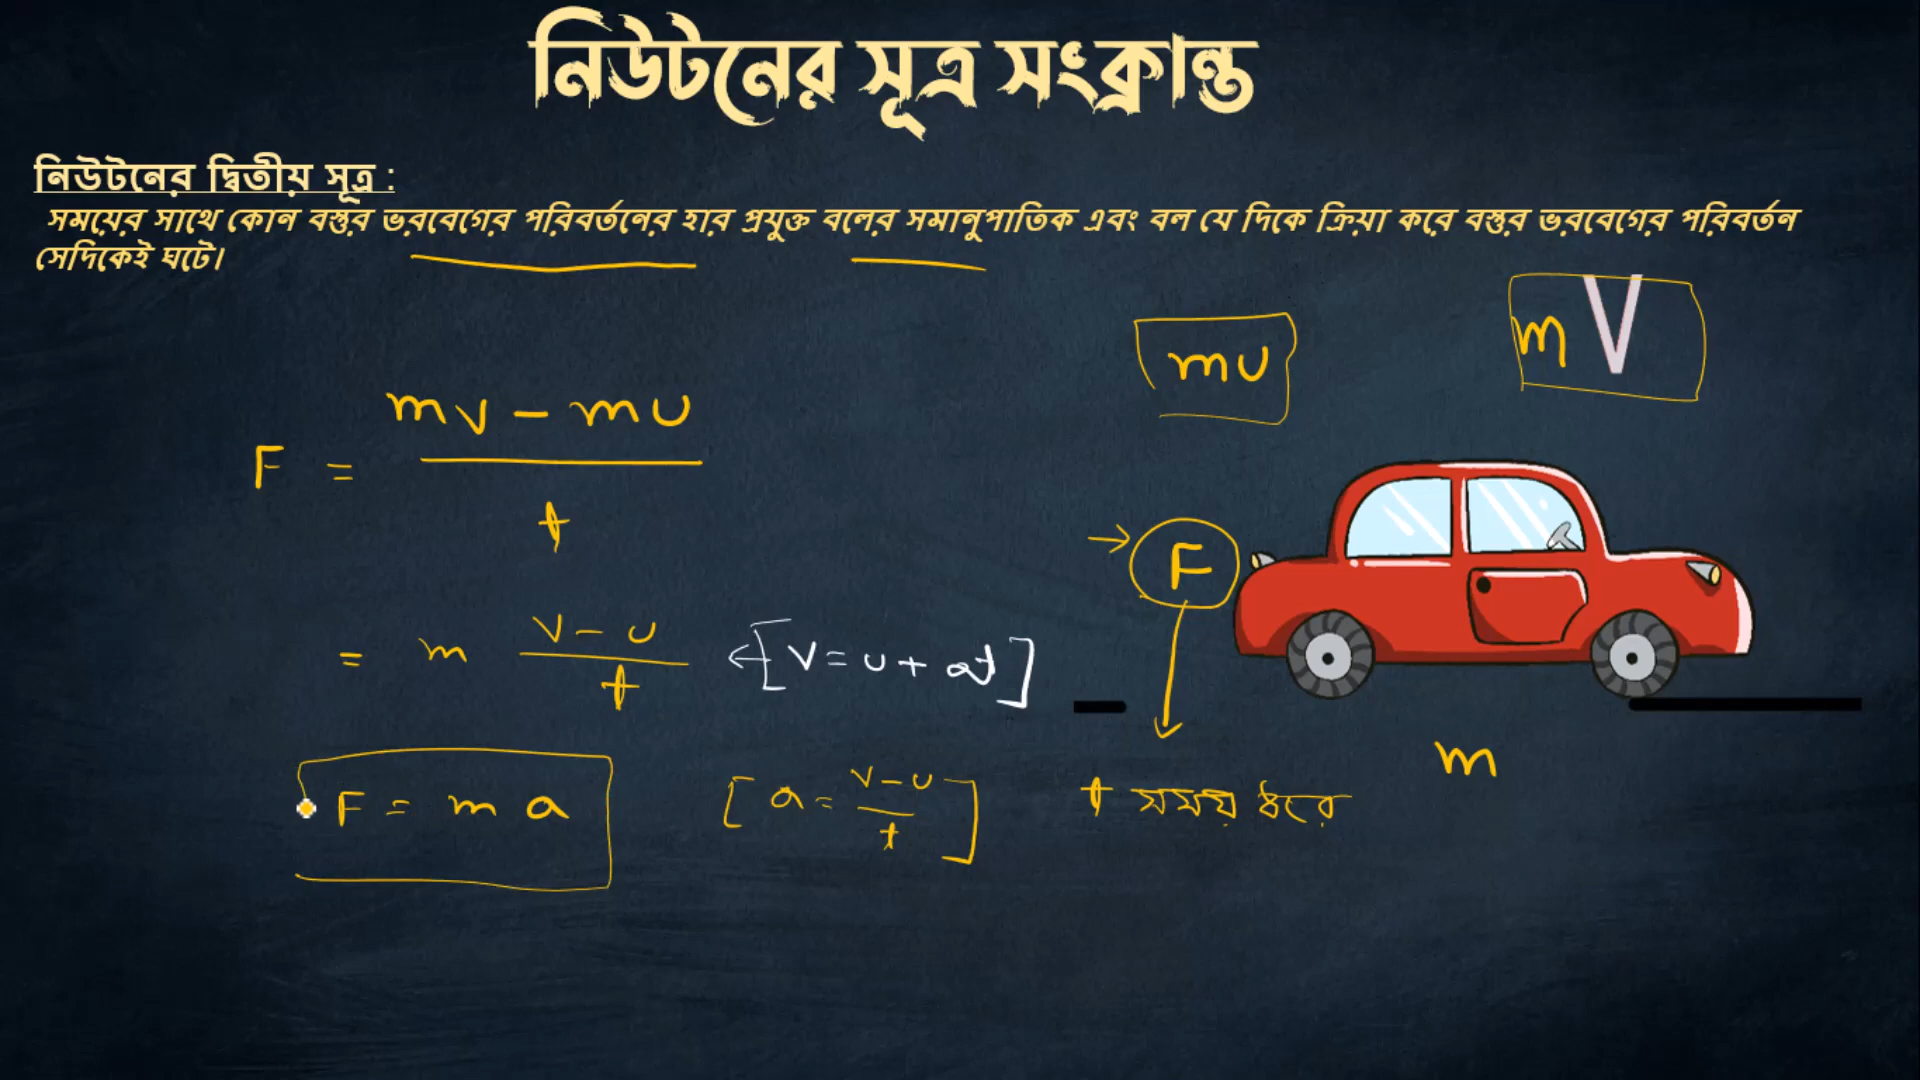 নিউটনের সূত্র সংক্রান্ত
নিউটনের দ্বিতীয় সূত্র :
সময়ের সাথে কোন বস্তুর ভরবেগের পরিবর্তনের হার প্রযুক্ত বলের সমানুপাতিক এবং বল যে দিকে ক্রিয়া করে বস্তুর ভরবেগের পরিবর্তন
সেদিকেই ঘটে।
mu
m V
F = (mv - mu) / t
→ F
= m (v - u) / t ← [v = u + at]
m
F = ma [a = (v - u) / t]
t সময় ধরে